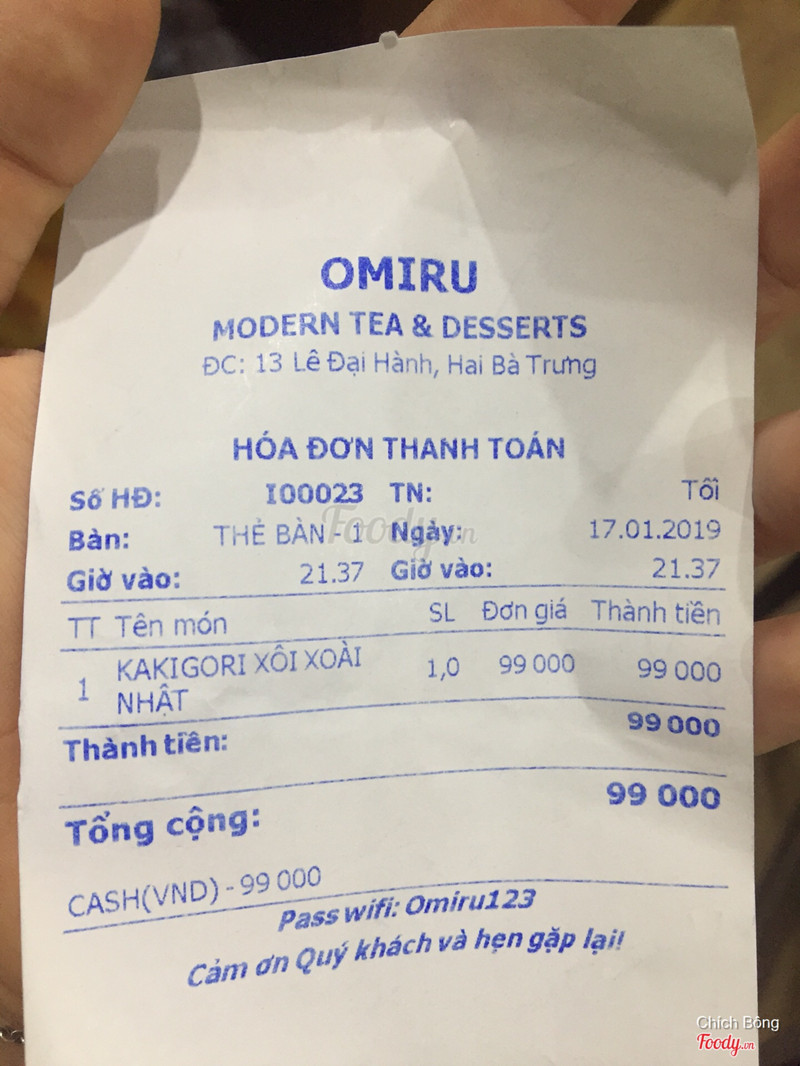 OMIRU
MODERN TEA & DESSERTS
ĐC: 13 Lê Đại Hành, Hai Bà Trưng
HÓA ĐƠN THANH TOÁN
Số HĐ: I00023 TN: Tôi
Bàn: THẺ BÀN - 1 Ngày: 17.01.2019
Giờ vào: 21.37 Giờ vào: 21.37
TT Tên món SL Đơn giá Thành tiền
1 KAKIGORI XÔI XOÀI NHẬT 1,0 99 000 99 000
Thành tiền: 99 000
Tổng cộng: 99 000
CASH(VND) - 99 000
Pass wifi: Omiru123
Cảm ơn Quý khách và hẹn gặp lại!
Foody.vn
Chích Bông
Foody.vn